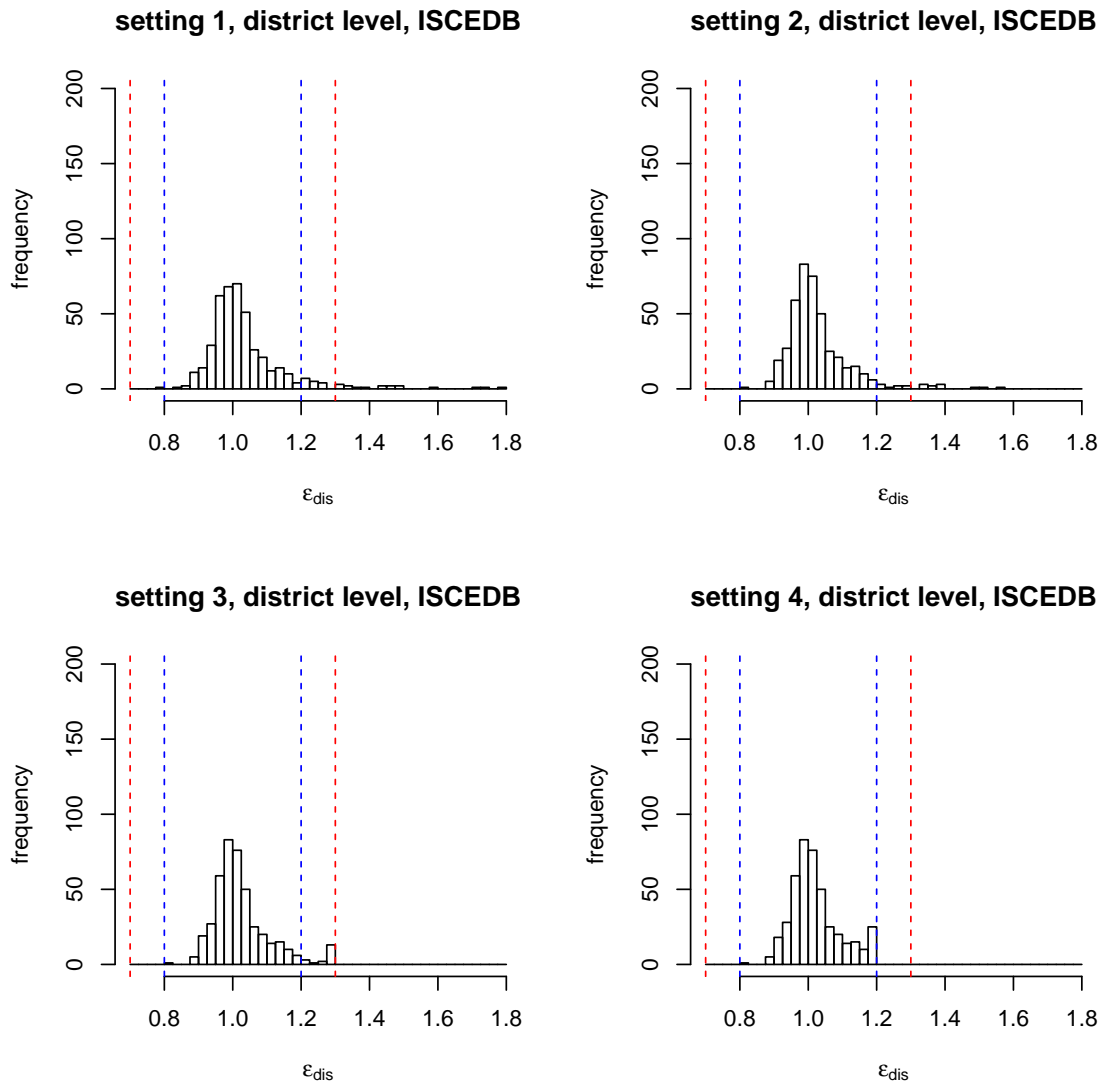 setting 1, district level, ISCEDB
frequency
200
150
100
50
0
0.8 1.0 1.2 1.4 1.6 1.8
εdis
setting 2, district level, ISCEDB
frequency
200
150
100
50
0
0.8 1.0 1.2 1.4 1.6 1.8
εdis
setting 3, district level, ISCEDB
frequency
200
150
100
50
0
0.8 1.0 1.2 1.4 1.6 1.8
εdis
setting 4, district level, ISCEDB
frequency
200
150
100
50
0
0.8 1.0 1.2 1.4 1.6 1.8
εdis